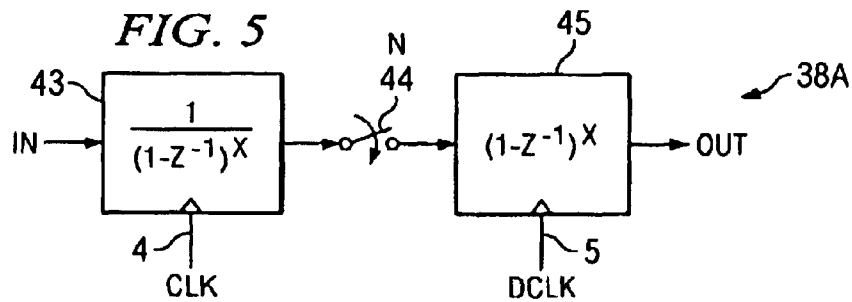 FIG. 5
N
45
43
44
38A
IN
1
(1-Z⁻¹)ˣ
(1-Z⁻¹)ˣ
OUT
4
5
CLK
DCLK